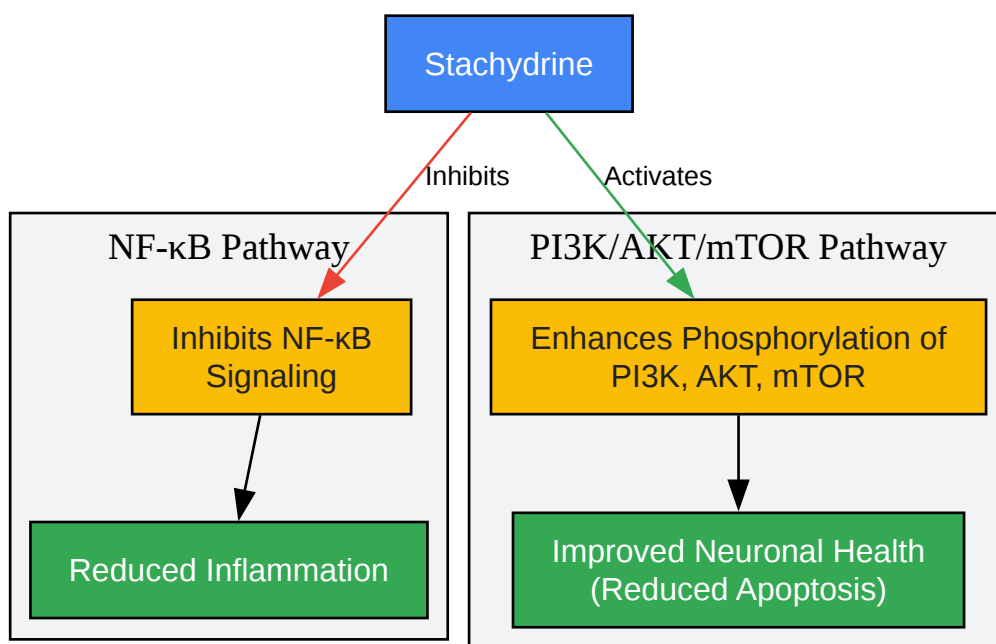 Stachydrine
Inhibits
Activates
NF-κB Pathway
PI3K/AKT/mTOR Pathway
Inhibits NF-κB
Signaling
Enhances Phosphorylation of
PI3K, AKT, mTOR
Reduced Inflammation
Improved Neuronal Health
(Reduced Apoptosis)